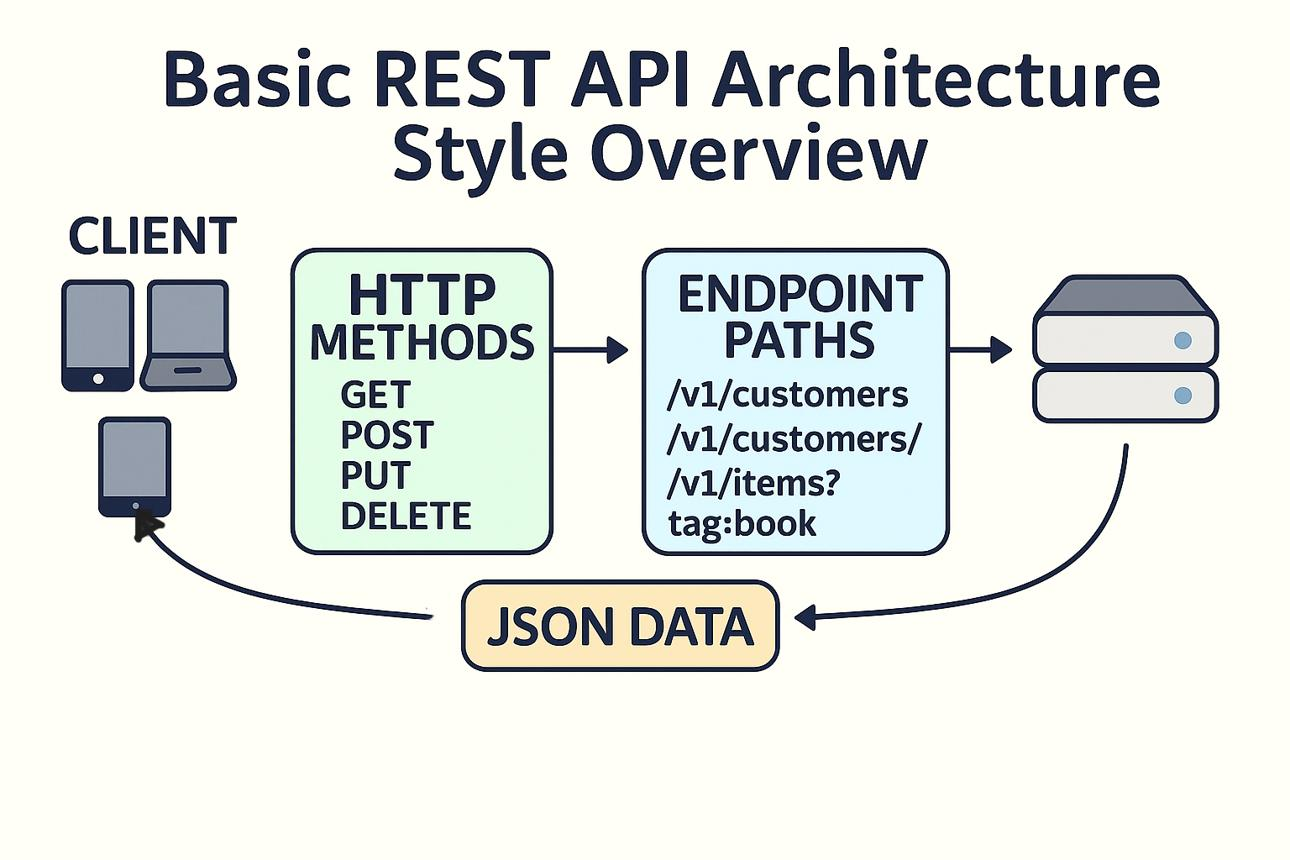 Basic REST API Architecture
Style Overview
CLIENT
HTTP
METHODS
GET
POST
PUT
DELETE
ENDPOINT
PATHS
/v1/customers
/v1/customers/
/v1/items?
tag:book
JSON DATA